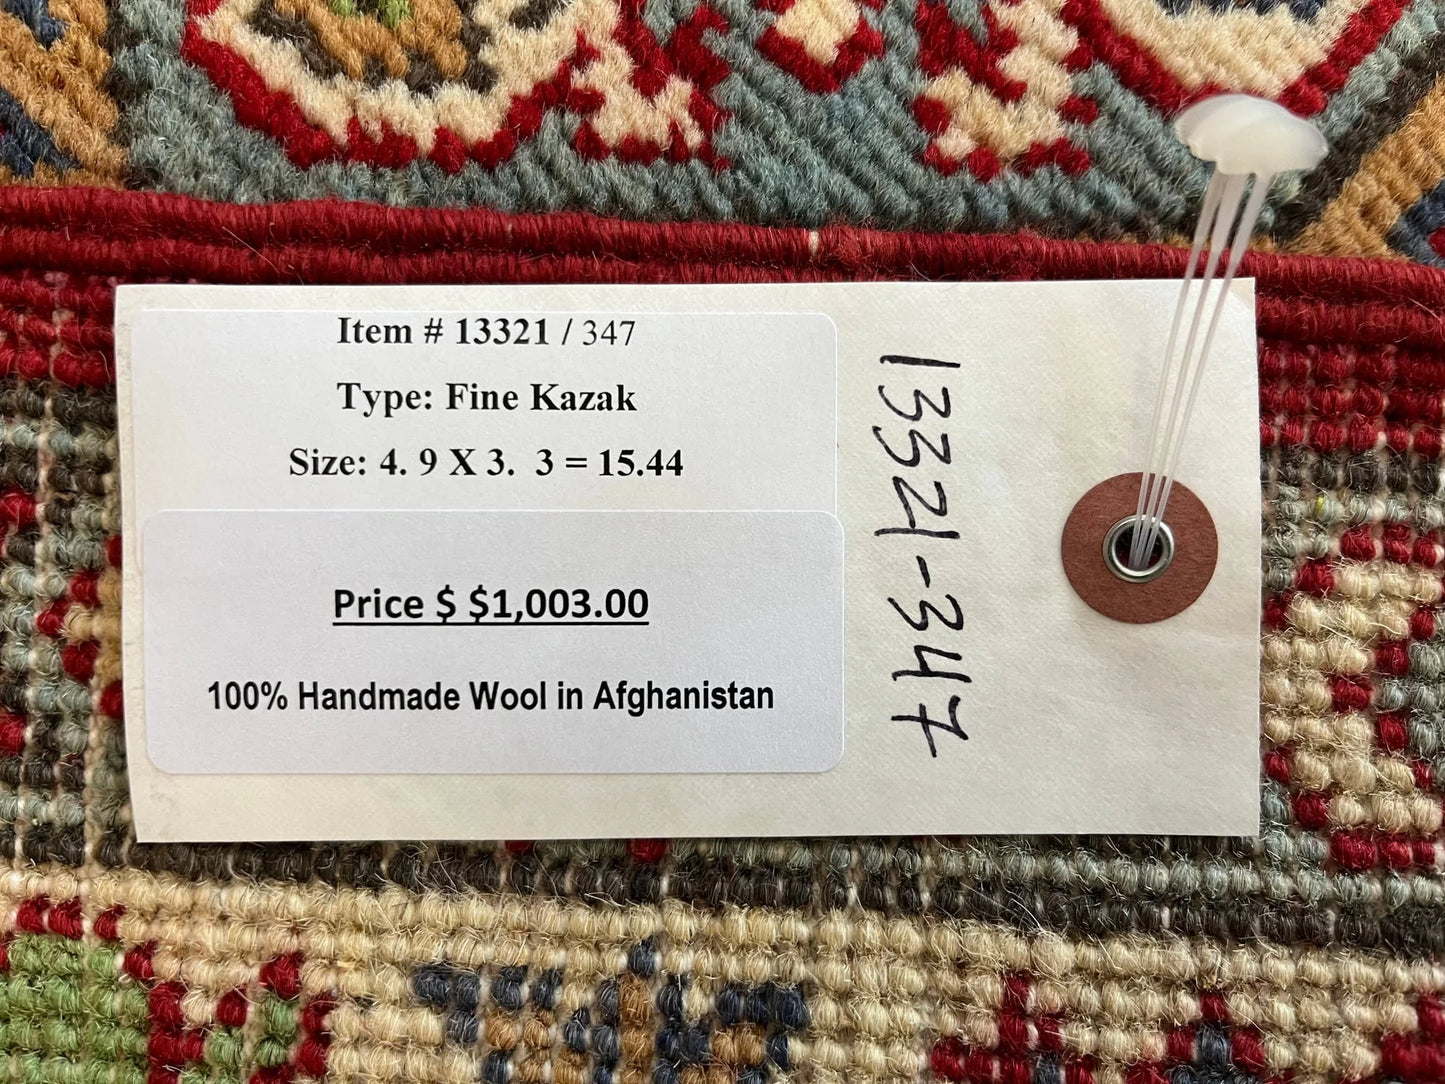 Item # 13321 / 347
Type: Fine Kazak
Size: 4. 9 X 3.  3 = 15.44
Price $ $1,003.00
100% Handmade Wool in Afghanistan
13321-347